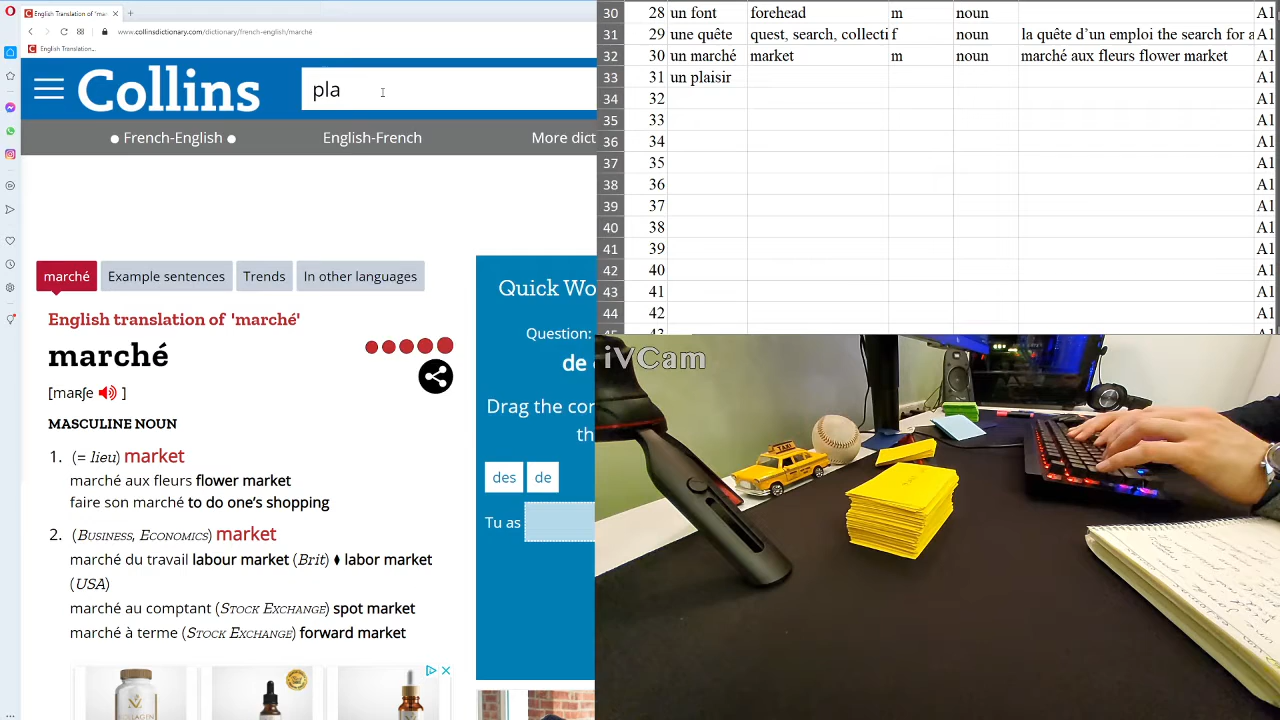 English Translation of 'mar
www.collinsdictionary.com/dictionary/french-english/marché
English Translation...
Collins
pla
French-English
English-French
More dict
marché
Example sentences
Trends
In other languages
English translation of 'marché'
marché
[maʀʃe ]
MASCULINE NOUN
1. (= lieu) market
marché aux fleurs flower market
faire son marché to do one's shopping
2. (Business, Economics) market
marché du travail labour market (Brit) ♦ labor market
(USA)
marché au comptant (Stock Exchange) spot market
marché à terme (Stock Exchange) forward market
Quick Wo
Question:
de
Drag the cor
th
des
de
Tu as
30 28 un font forehead m noun A1
31 29 une quête quest, search, collecti f noun la quête d'un emploi the search for a A1
32 30 un marché market m noun marché aux fleurs flower market A1
33 31 un plaisir A1
34 32 A1
35 33 A1
36 34 A1
37 35 A1
38 36 A1
39 37 A1
40 38 A1
41 39 A1
42 40 A1
43 41 A1
44 42 A1
iVCam
TAXI